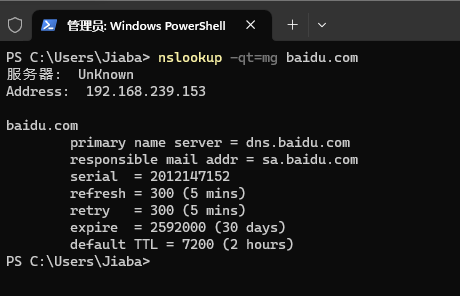 管理员: Windows PowerShell
PS C:\Users\Jiaba> nslookup -qt=mg baidu.com
服务器:  UnKnown
Address:  192.168.239.153
baidu.com
primary name server = dns.baidu.com
responsible mail addr = sa.baidu.com
serial  = 2012147152
refresh = 300 (5 mins)
retry   = 300 (5 mins)
expire  = 2592000 (30 days)
default TTL = 7200 (2 hours)
PS C:\Users\Jiaba>